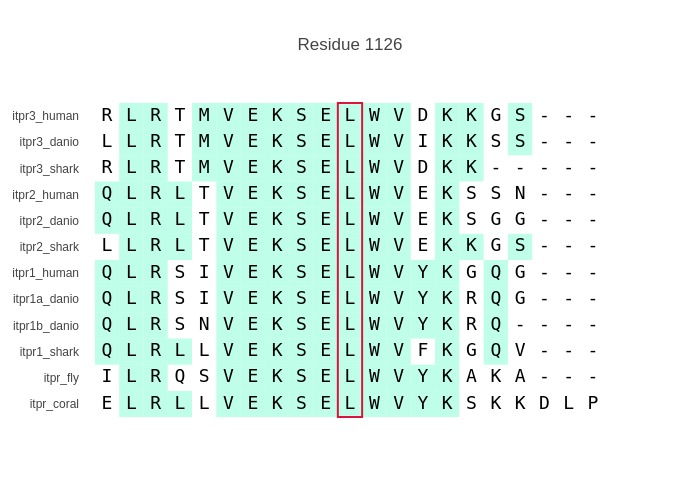 Residue 1126
itpr3_human R L R T M V E K S E L W V D K K G S - - -
itpr3_danio L L R T M V E K S E L W V I K K S S - - -
itpr3_shark R L R T M V E K S E L W V D K K - - - - -
itpr2_human Q L R L T V E K S E L W V E K S S N - - -
itpr2_danio Q L R L T V E K S E L W V E K S G G - - -
itpr2_shark L L R L T V E K S E L W V E K K G S - - -
itpr1_human Q L R S I V E K S E L W V Y K G Q G - - -
itpr1a_danio Q L R S I V E K S E L W V Y K R Q G - - -
itpr1b_danio Q L R S N V E K S E L W V Y K R Q - - - -
itpr1_shark Q L R L L V E K S E L W V F K G Q V - - -
itpr_fly I L R Q S V E K S E L W V Y K A K A - - -
itpr_coral E L R L L V E K S E L W V Y K S K K D L P